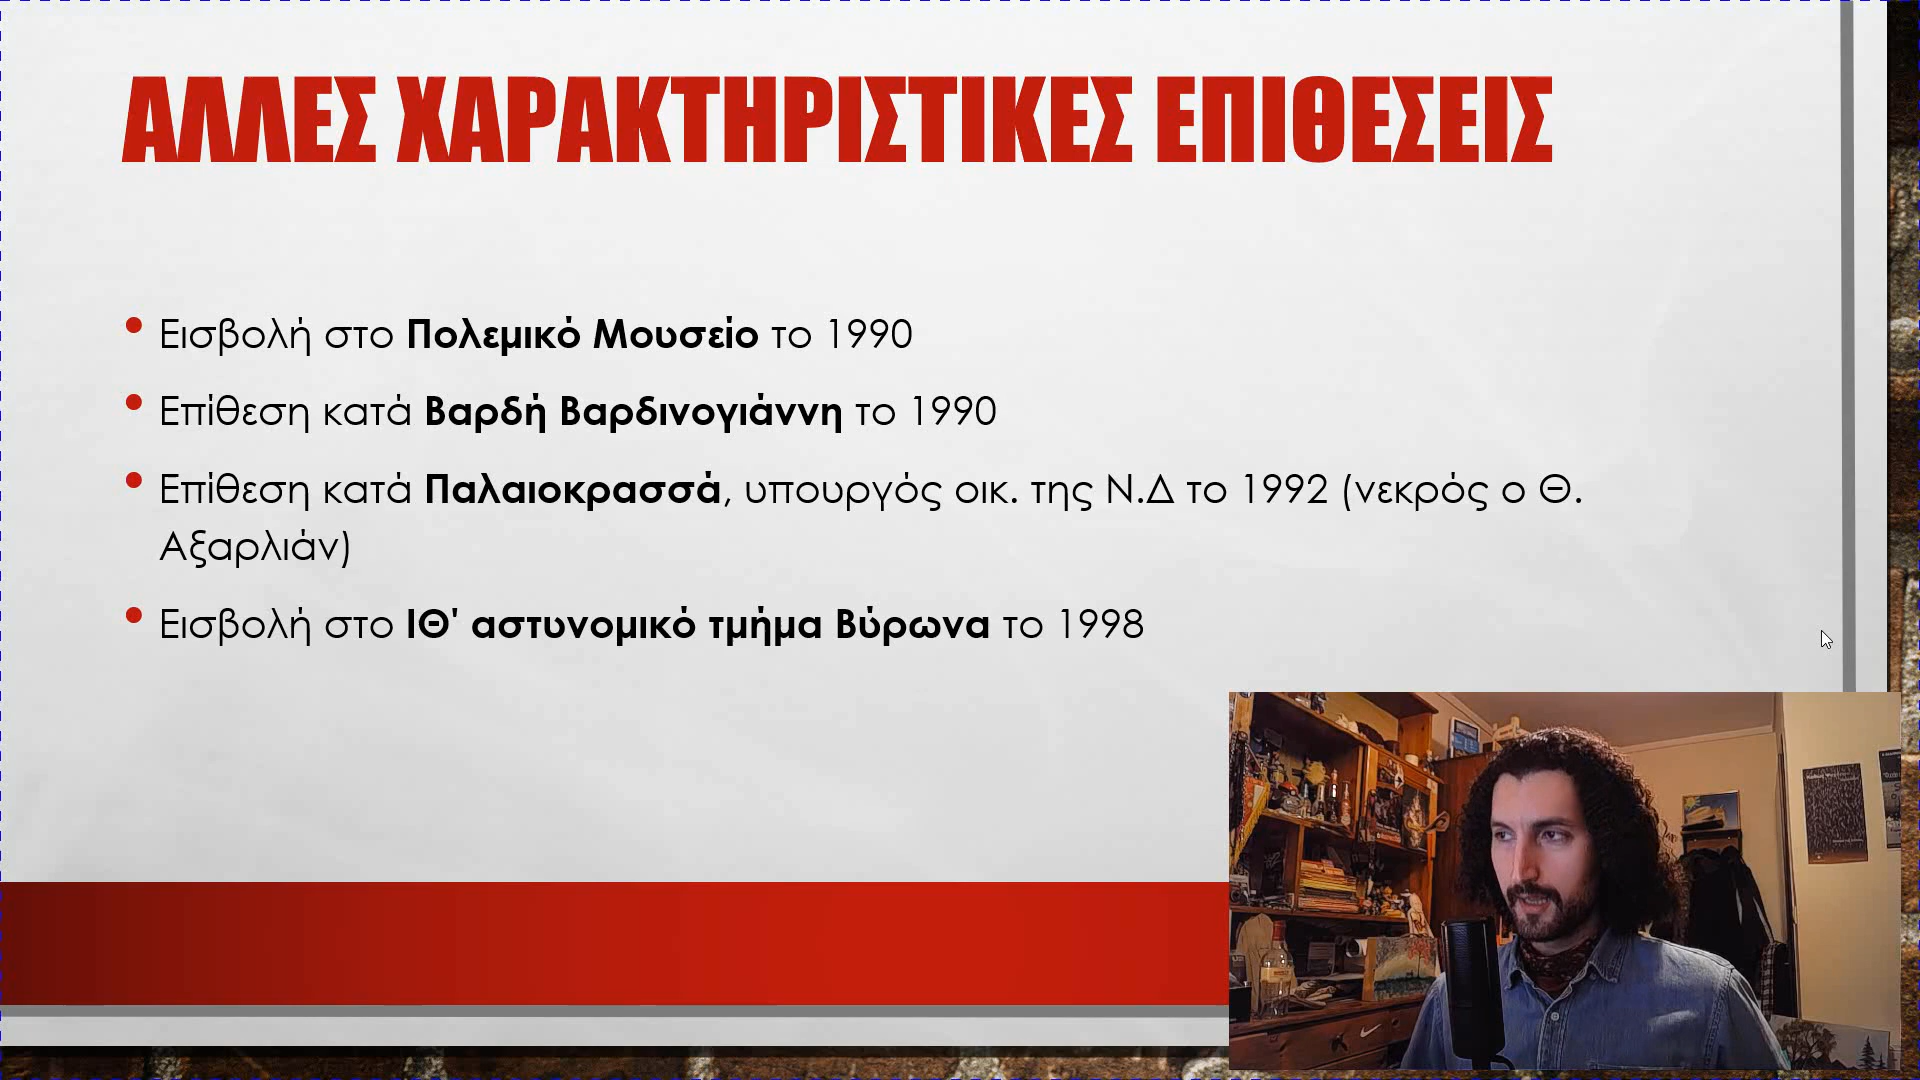 ΑΛΛΕΣ ΧΑΡΑΚΤΗΡΙΣΤΙΚΕΣ ΕΠΙΘΕΣΕΙΣ
• Εισβολή στο Πολεμικό Μουσείο το 1990
• Επίθεση κατά Βαρδή Βαρδινογιάννη το 1990
• Επίθεση κατά Παλαιοκρασσά, υπουργός οικ. της Ν.Δ το 1992 (νεκρός ο Θ.
Αξαρλιάν)
• Εισβολή στο ΙΘ' αστυνομικό τμήμα Βύρωνα το 1998